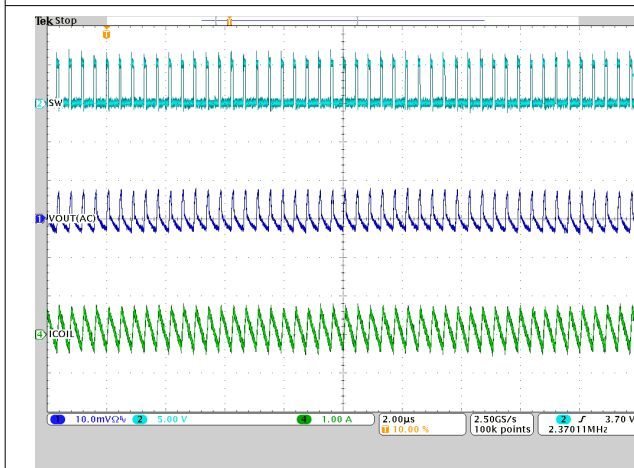 Tek Stop
T
T
2 SW
1 VOUT(AC)
4 ICOIL
1 10.0mVΩ 2 5.00 V 4 1.00 A 2.00µs 2.50GS/s 2 3.70 V
T 10.00 % 100k points 2.37011MHz